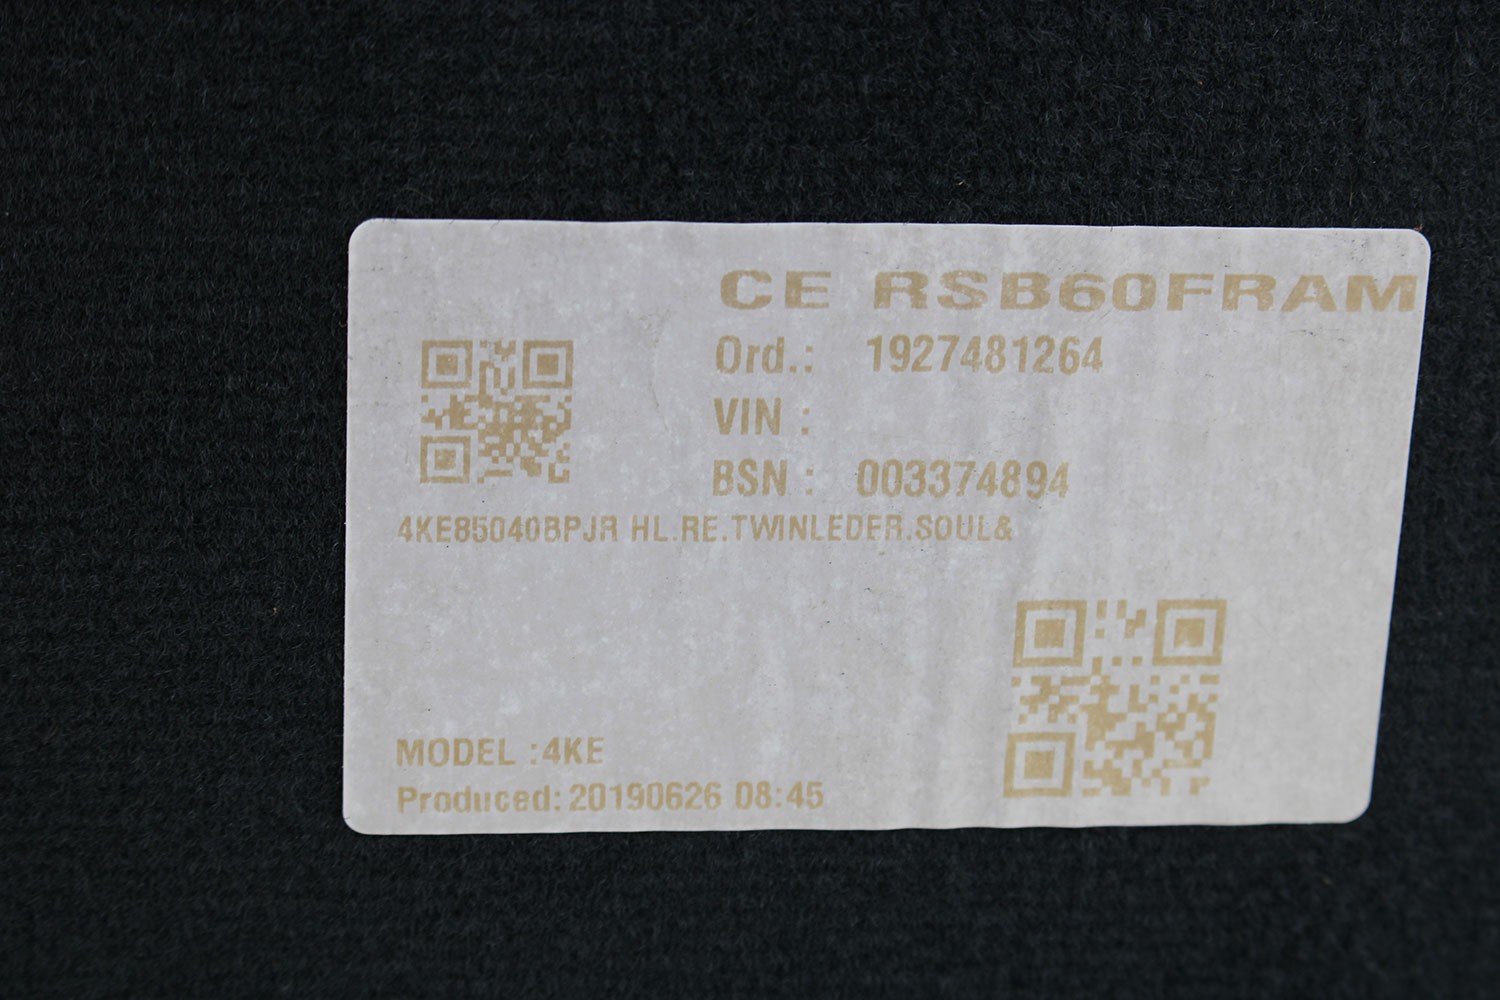 CE RSB60FRAM
Ord.: 1927481264
VIN :
BSN : 003374894
4KE85040BPJR HL.RE.TWINLEDER.SOUL&
MODEL :4KE
Produced: 20190626 08:45